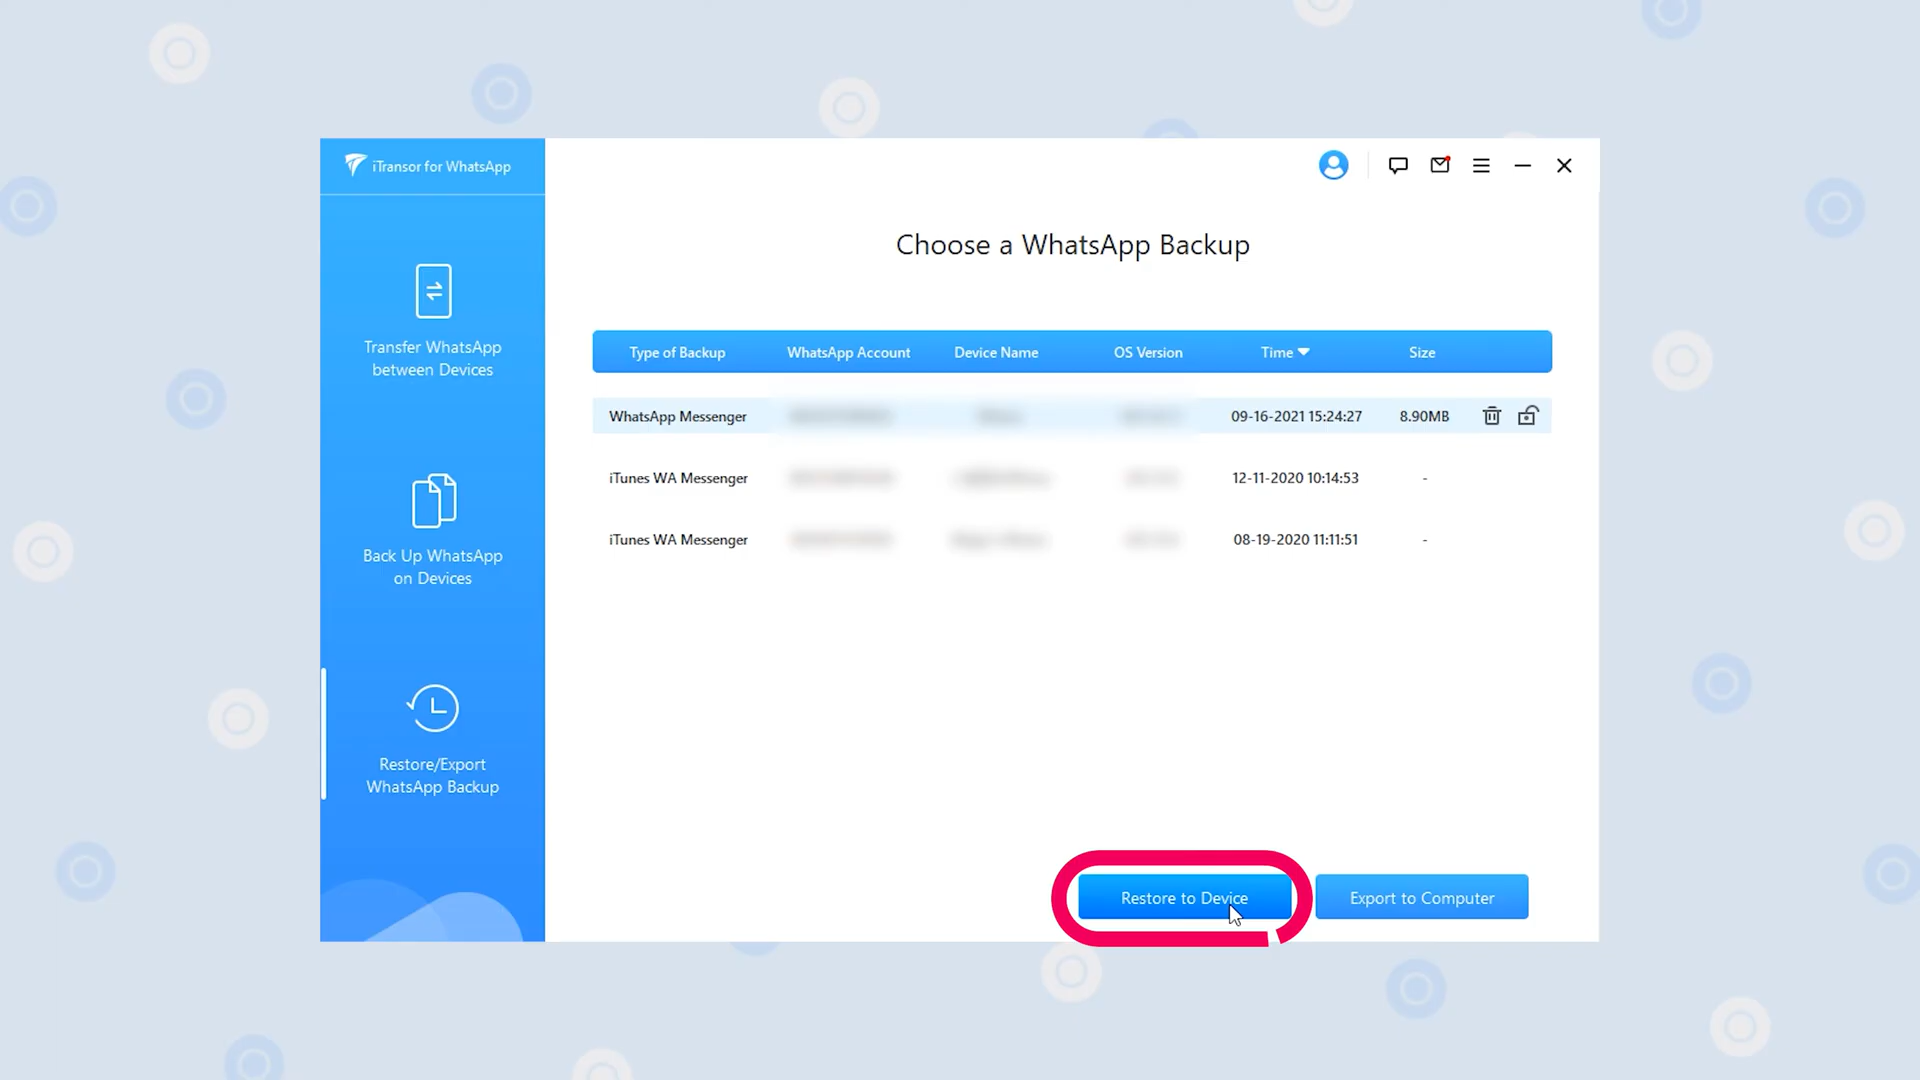 iTransor for WhatsApp
Choose a WhatsApp Backup
Transfer WhatsApp
between Devices
Back Up WhatsApp
on Devices
Restore/Export
WhatsApp Backup
Type of Backup WhatsApp Account Device Name OS Version Time Size
WhatsApp Messenger 09-16-2021 15:24:27 8.90MB
iTunes WA Messenger 12-11-2020 10:14:53 -
iTunes WA Messenger 08-19-2020 11:11:51 -
Restore to Device Export to Computer